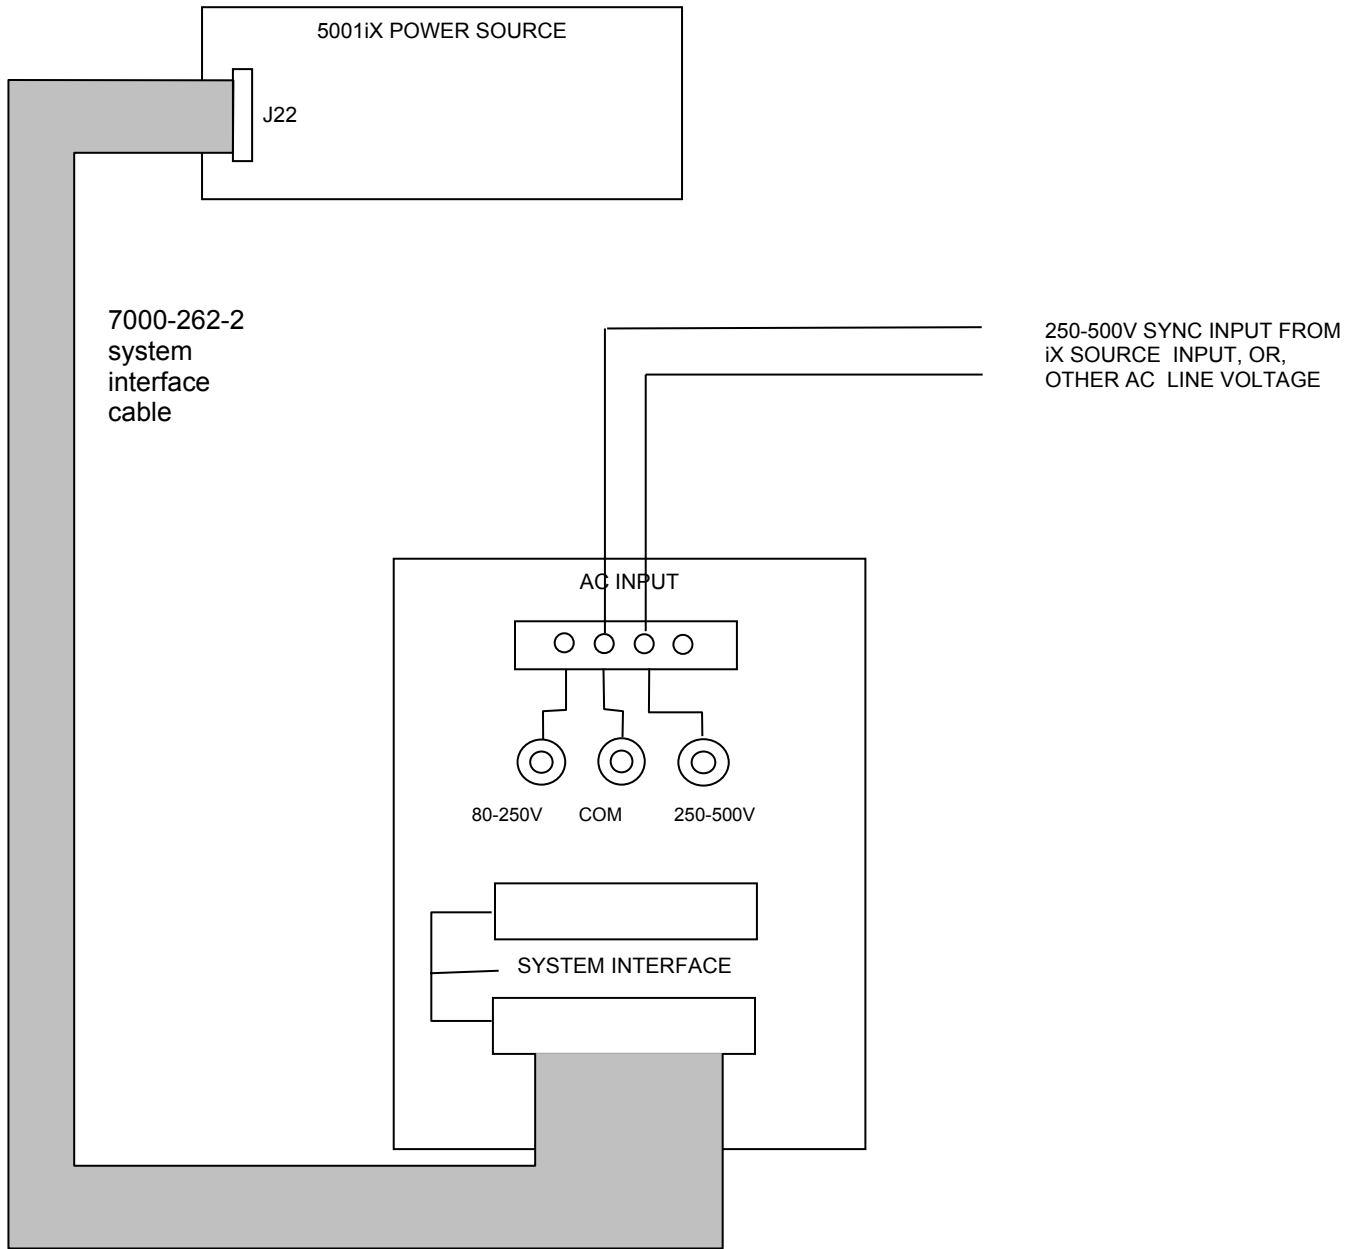 5001iX POWER SOURCE
J22
7000-262-2
system
interface
cable
250-500V SYNC INPUT FROM
iX SOURCE INPUT, OR,
OTHER AC LINE VOLTAGE
AC INPUT
80-250V COM 250-500V
SYSTEM INTERFACE